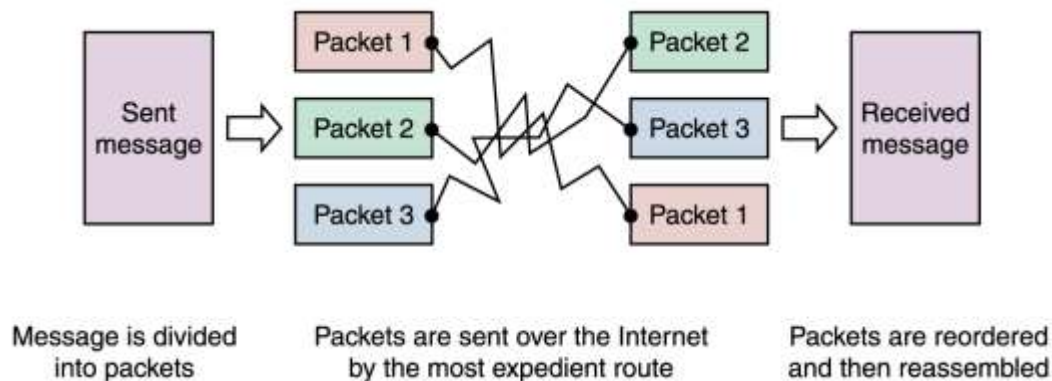 Sent
message
Packet 1
Packet 2
Packet 3
Packet 2
Packet 3
Packet 1
Received
message
Message is divided
into packets
Packets are sent over the Internet
by the most expedient route
Packets are reordered
and then reassembled